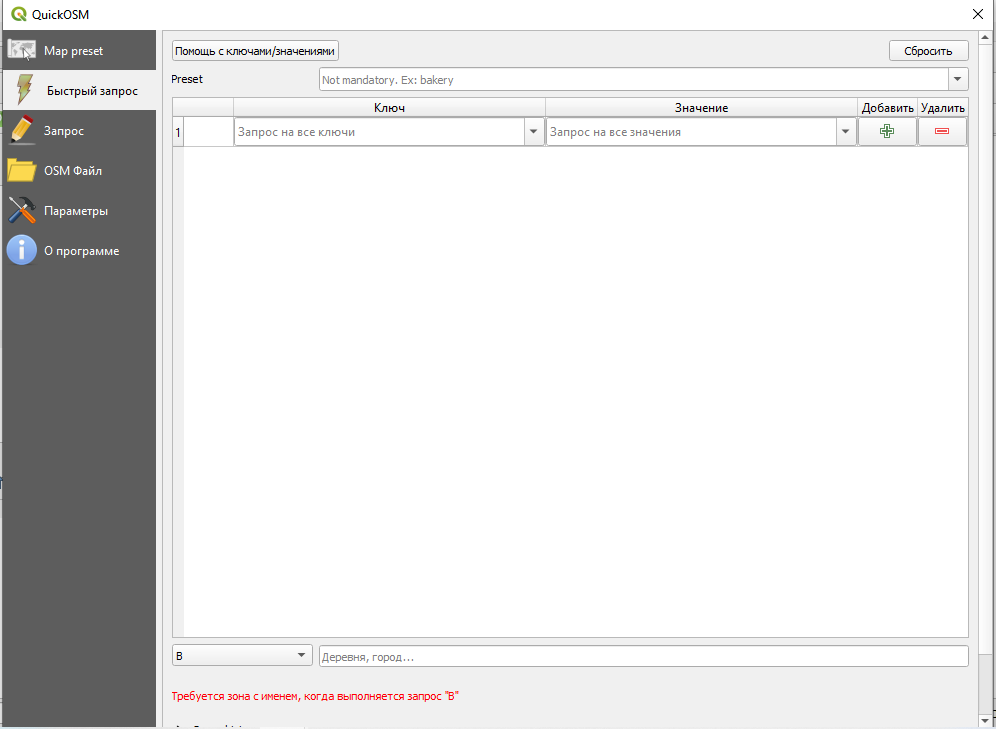 QuickOSM
Map preset
Быстрый запрос
Запрос
OSM Файл
Параметры
О программе
Помощь с ключами/значениями
Сбросить
Preset
Not mandatory. Ex: bakery
Ключ
Значение
Добавить
Удалить
1
Запрос на все ключи
Запрос на все значения
В
Деревня, город...
Требуется зона с именем, когда выполняется запрос "В"